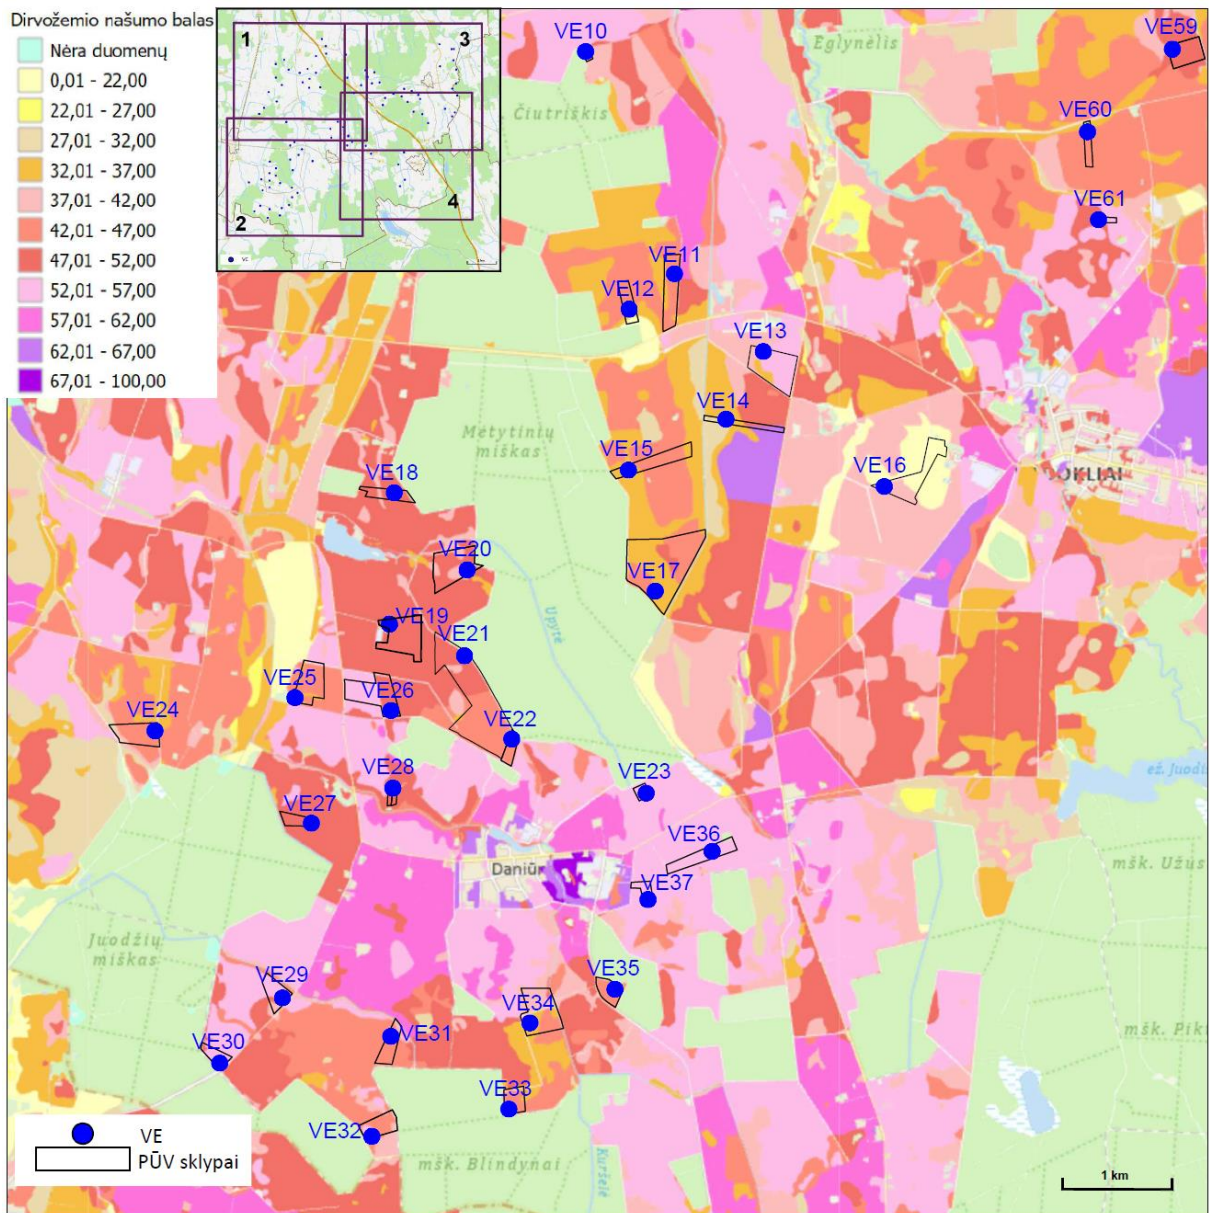 Dirvožemio našumo balas
Nėra duomenų
0,01 - 22,00
22,01 - 27,00
27,01 - 32,00
32,01 - 37,00
37,01 - 42,00
42,01 - 47,00
47,01 - 52,00
52,01 - 57,00
57,01 - 62,00
62,01 - 67,00
67,01 - 100,00
1
3
2
4
VE10
Eglynėlis
VE59
Čiutriškis
VE60
VE61
VE11
VE12
VE13
VE14
Metytinių
miškas
VE15
VE16
OKLIAI
VE18
VE20
VE17
Upytė
VE19
VE21
VE25
VE26
VE24
VE22
VE28
VE23
ež. Juodi
VE27
VE36
Daniūn
mšk. Užus
VE37
Juodžių
miškas
VE29
VE35
VE34
VE31
mšk. Pik
VE30
VE33
VE32
mšk. Blindynai
Kuršelė
VE
PŪV sklypai
1 km